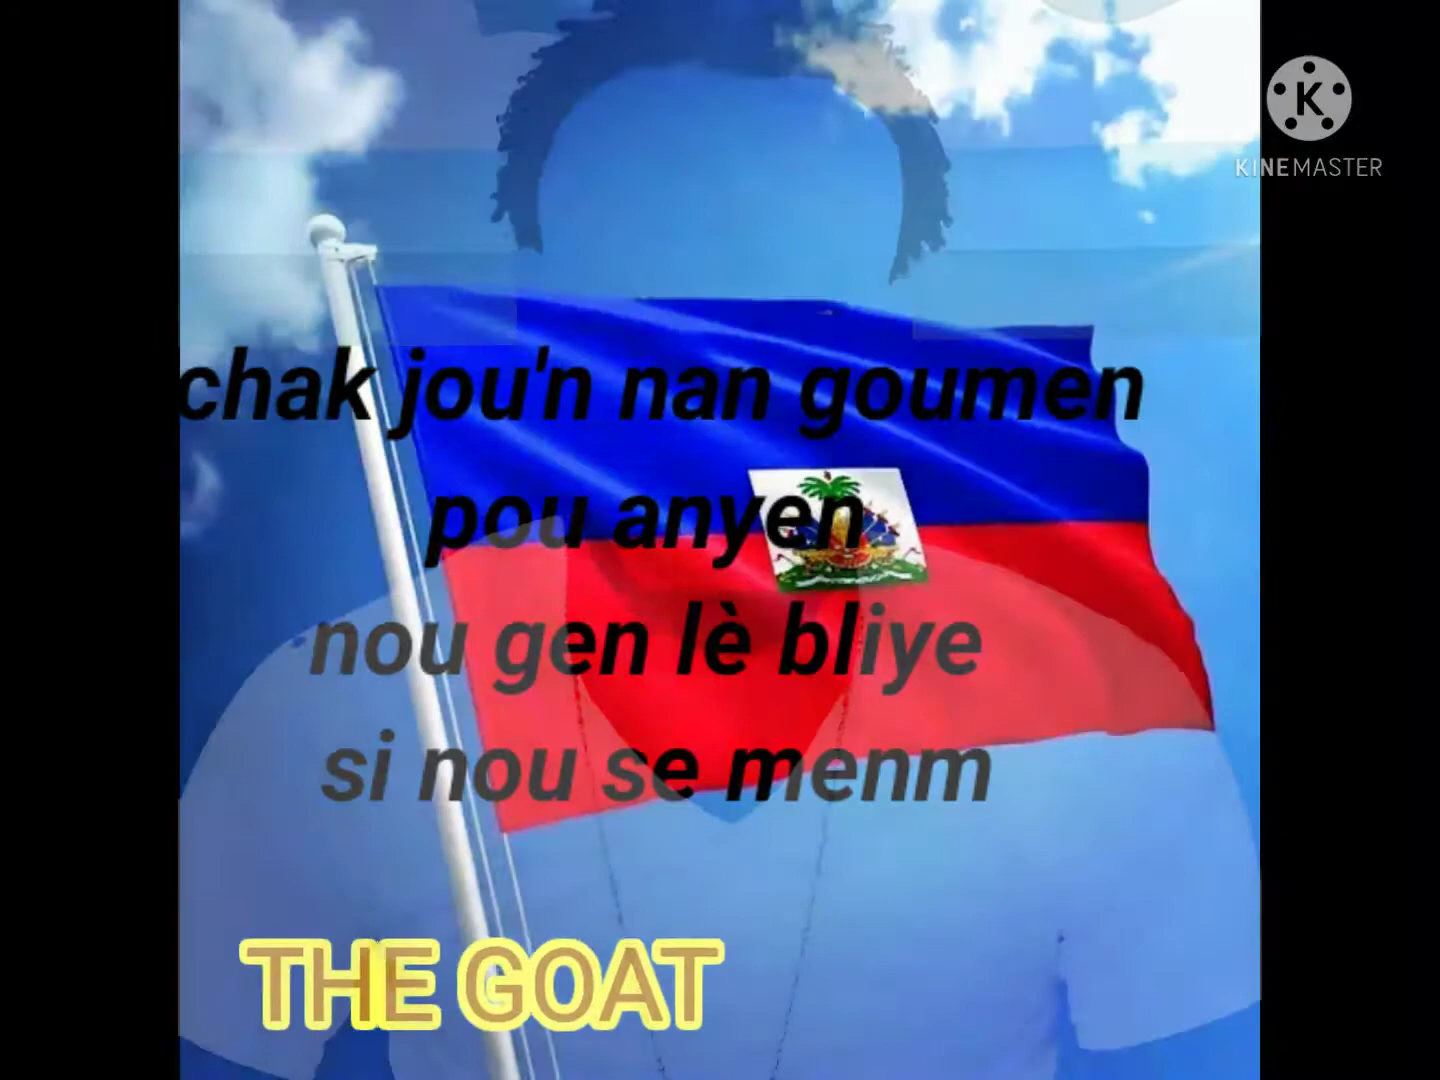 KINEMASTER
chak jou'n nan goumen
pou anyen
nou gen lè bliye
si nou se menm
THE GOAT